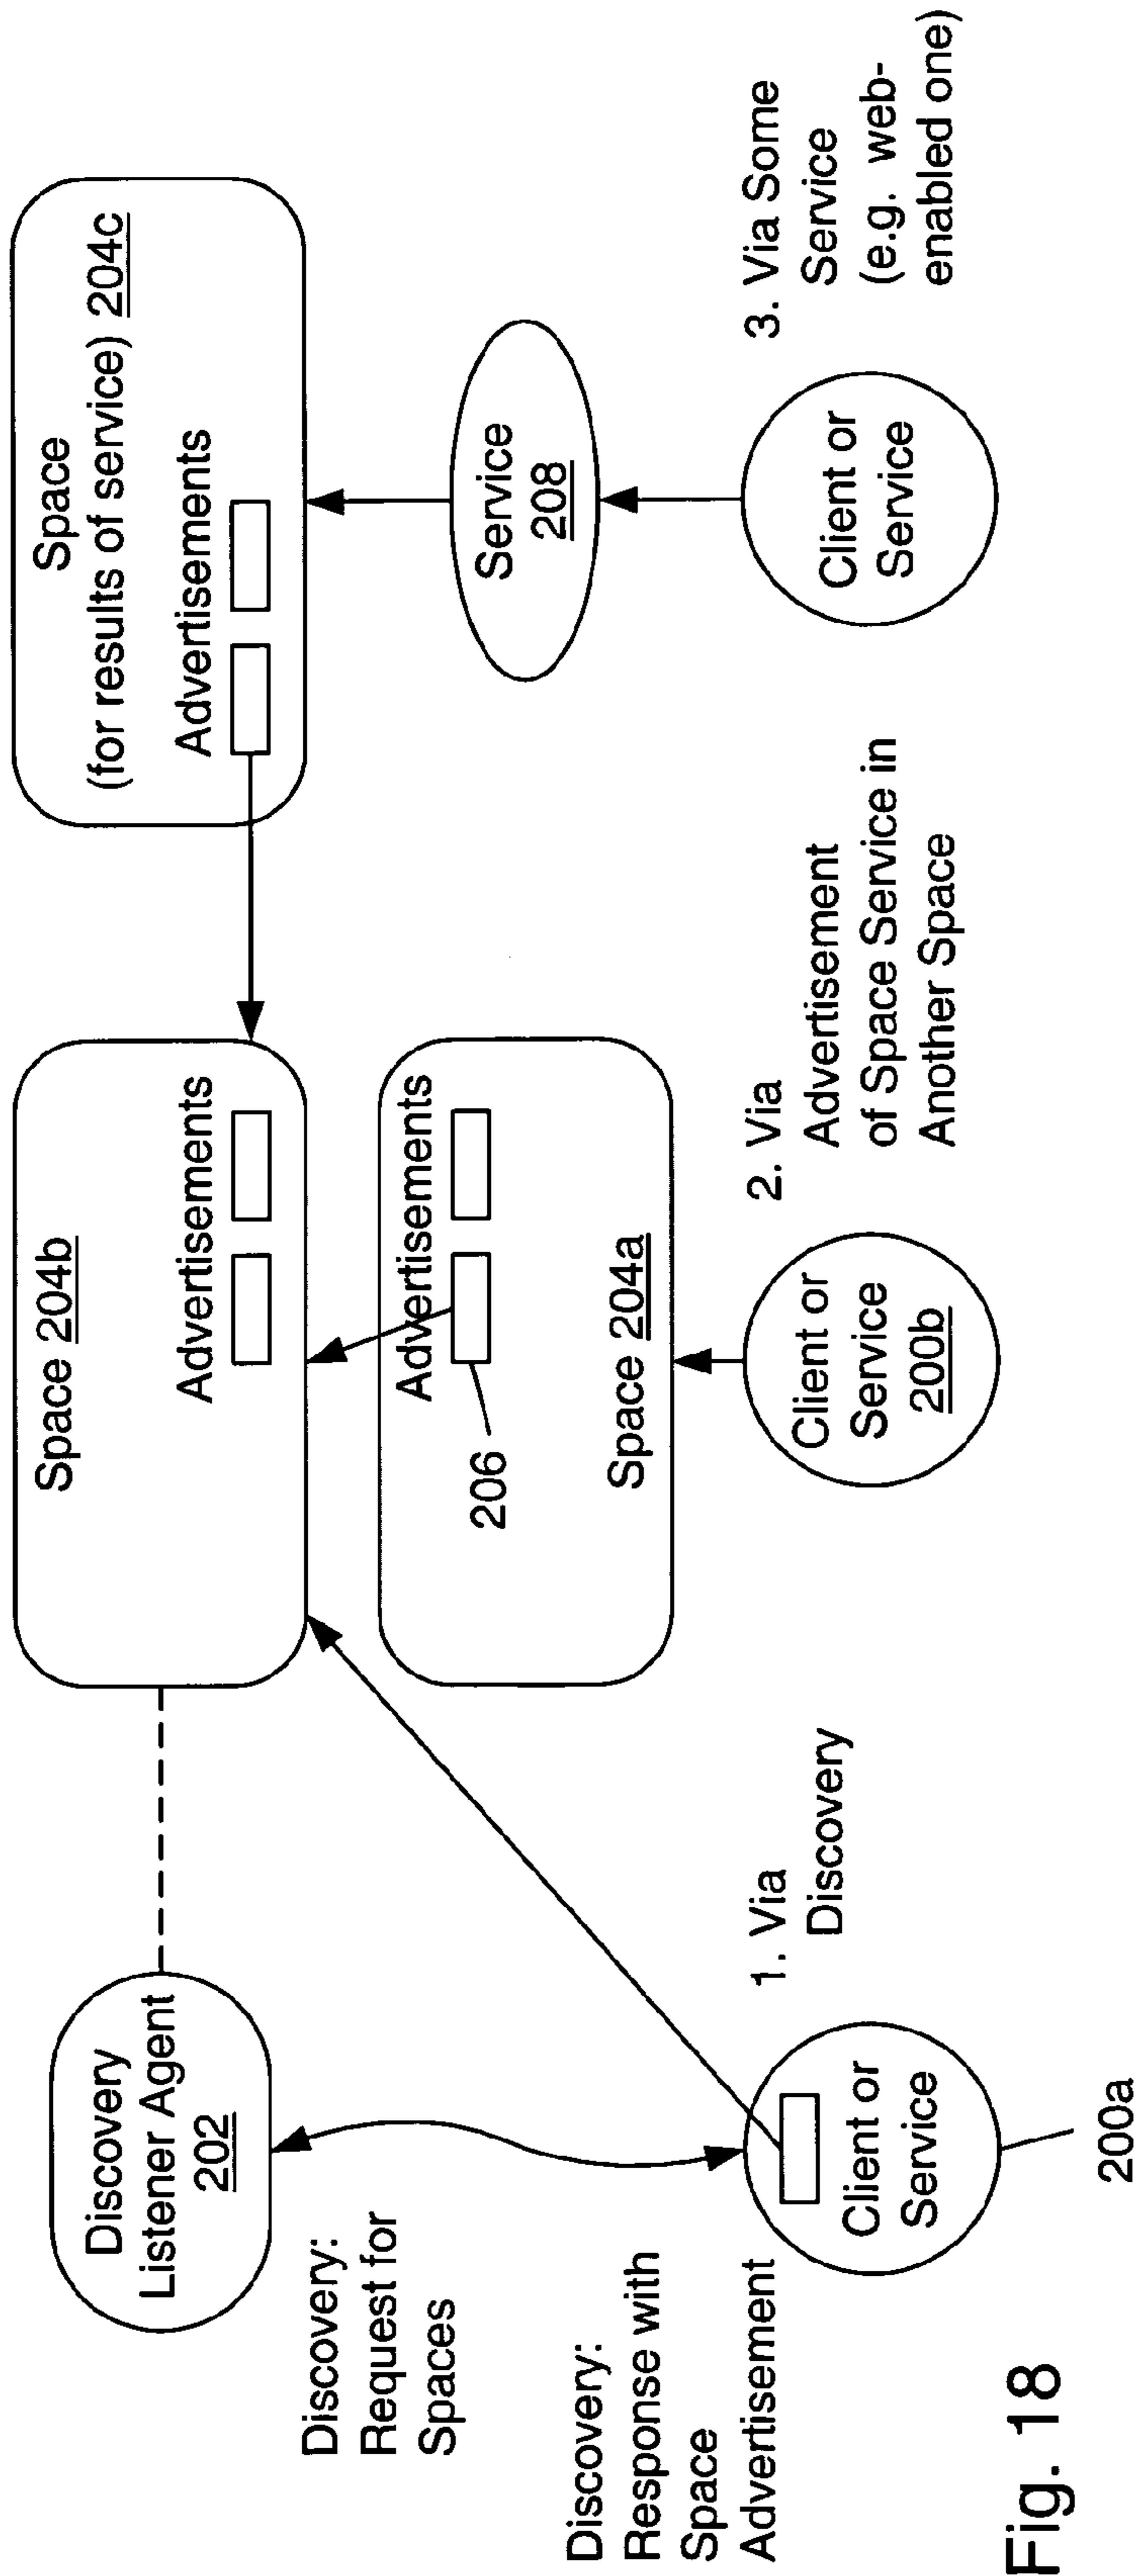 Discovery
Listener Agent
202
Discovery:
Request for
Spaces
Discovery:
Response with
Space
Advertisement
Client or
Service
200a
1. Via
Discovery
Space 204b
Advertisements
Advertisements
206
Space 204a
Client or
Service
200b
2. Via
Advertisement
of Space Service in
Another Space
Space
(for results of service) 204c
Advertisements
Service
208
Client or
Service
3. Via Some
Service
(e.g. web-
enabled one)
Fig. 18